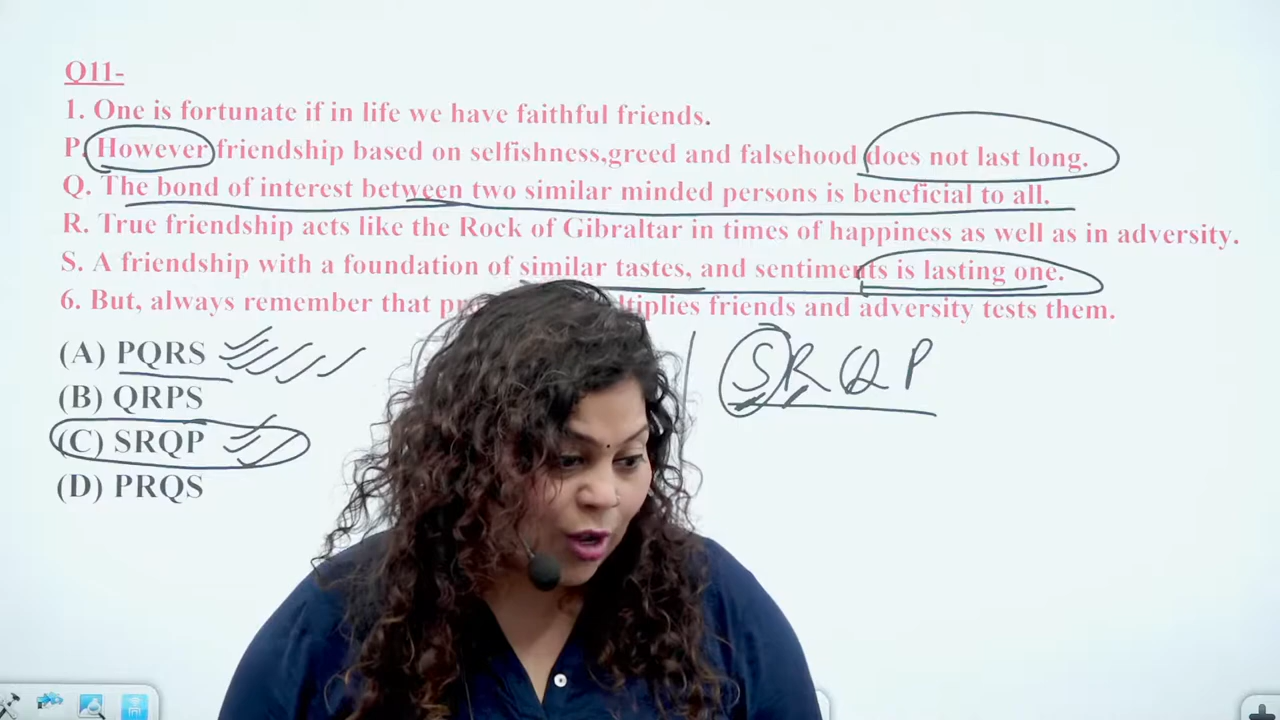 Q11-
1. One is fortunate if in life we have faithful friends.
P. However friendship based on selfishness,greed and falsehood does not last long.
Q. The bond of interest between two similar minded persons is beneficial to all.
R. True friendship acts like the Rock of Gibraltar in times of happiness as well as in adversity.
S. A friendship with a foundation of similar tastes, and sentiments is lasting one.
6. But, always remember that friends and adversity tests them.
(A) PQRS
(B) QRPS
(C) SRQP
(D) PRQS
SRQP